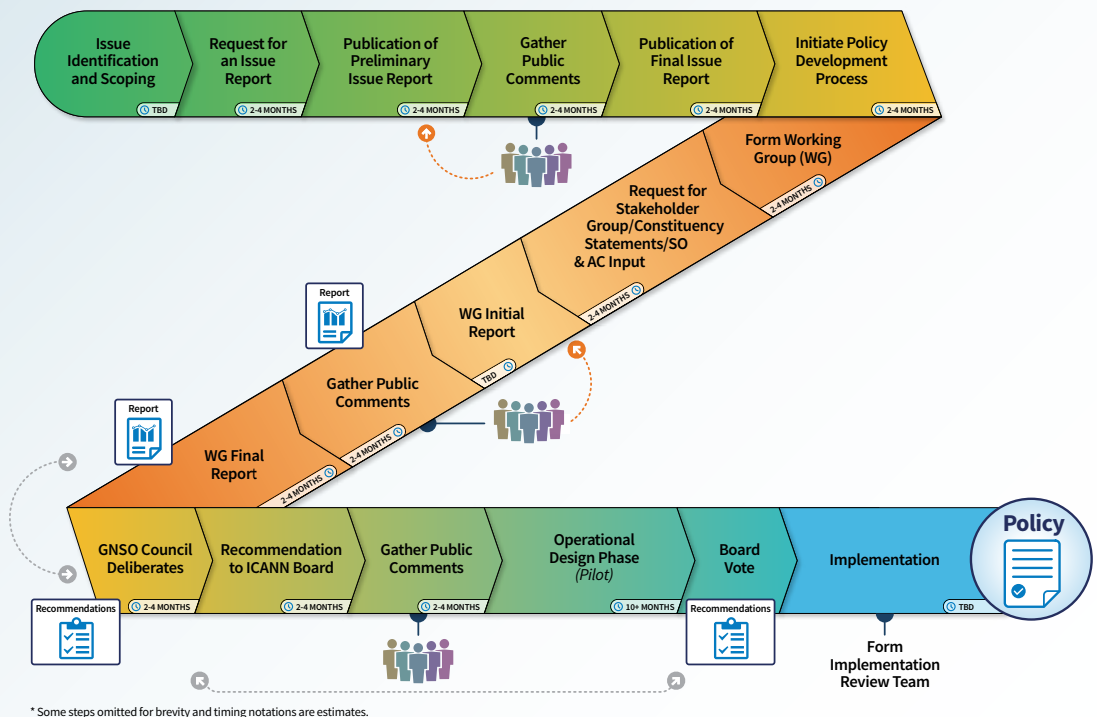 Issue
Identification
and Scoping
TBD
Request for
an Issue
Report
2-4 MONTHS
Publication of
Preliminary
Issue Report
2-4 MONTHS
Gather
Public
Comments
2-4 MONTHS
Publication of
Final Issue
Report
2-4 MONTHS
Initiate Policy
Development
Process
2-4 MONTHS
Form Working
Group (WG)
2-4 MONTHS
Request for
Stakeholder
Group/Constituency
Statements/SO
& AC Input
2-4 MONTHS
WG Initial
Report
TBD
Report
Gather Public
Comments
2-4 MONTHS
Report
WG Final
Report
2-4 MONTHS
GNSO Council
Deliberates
2-4 MONTHS
Recommendations
Recommendation
to ICANN Board
2-4 MONTHS
Gather Public
Comments
2-4 MONTHS
Operational
Design Phase
(Pilot)
10+ MONTHS
Board
Vote
Recommendations
Implementation
TBD
Policy
Form
Implementation
Review Team
* Some steps omitted for brevity and timing notations are estimates.